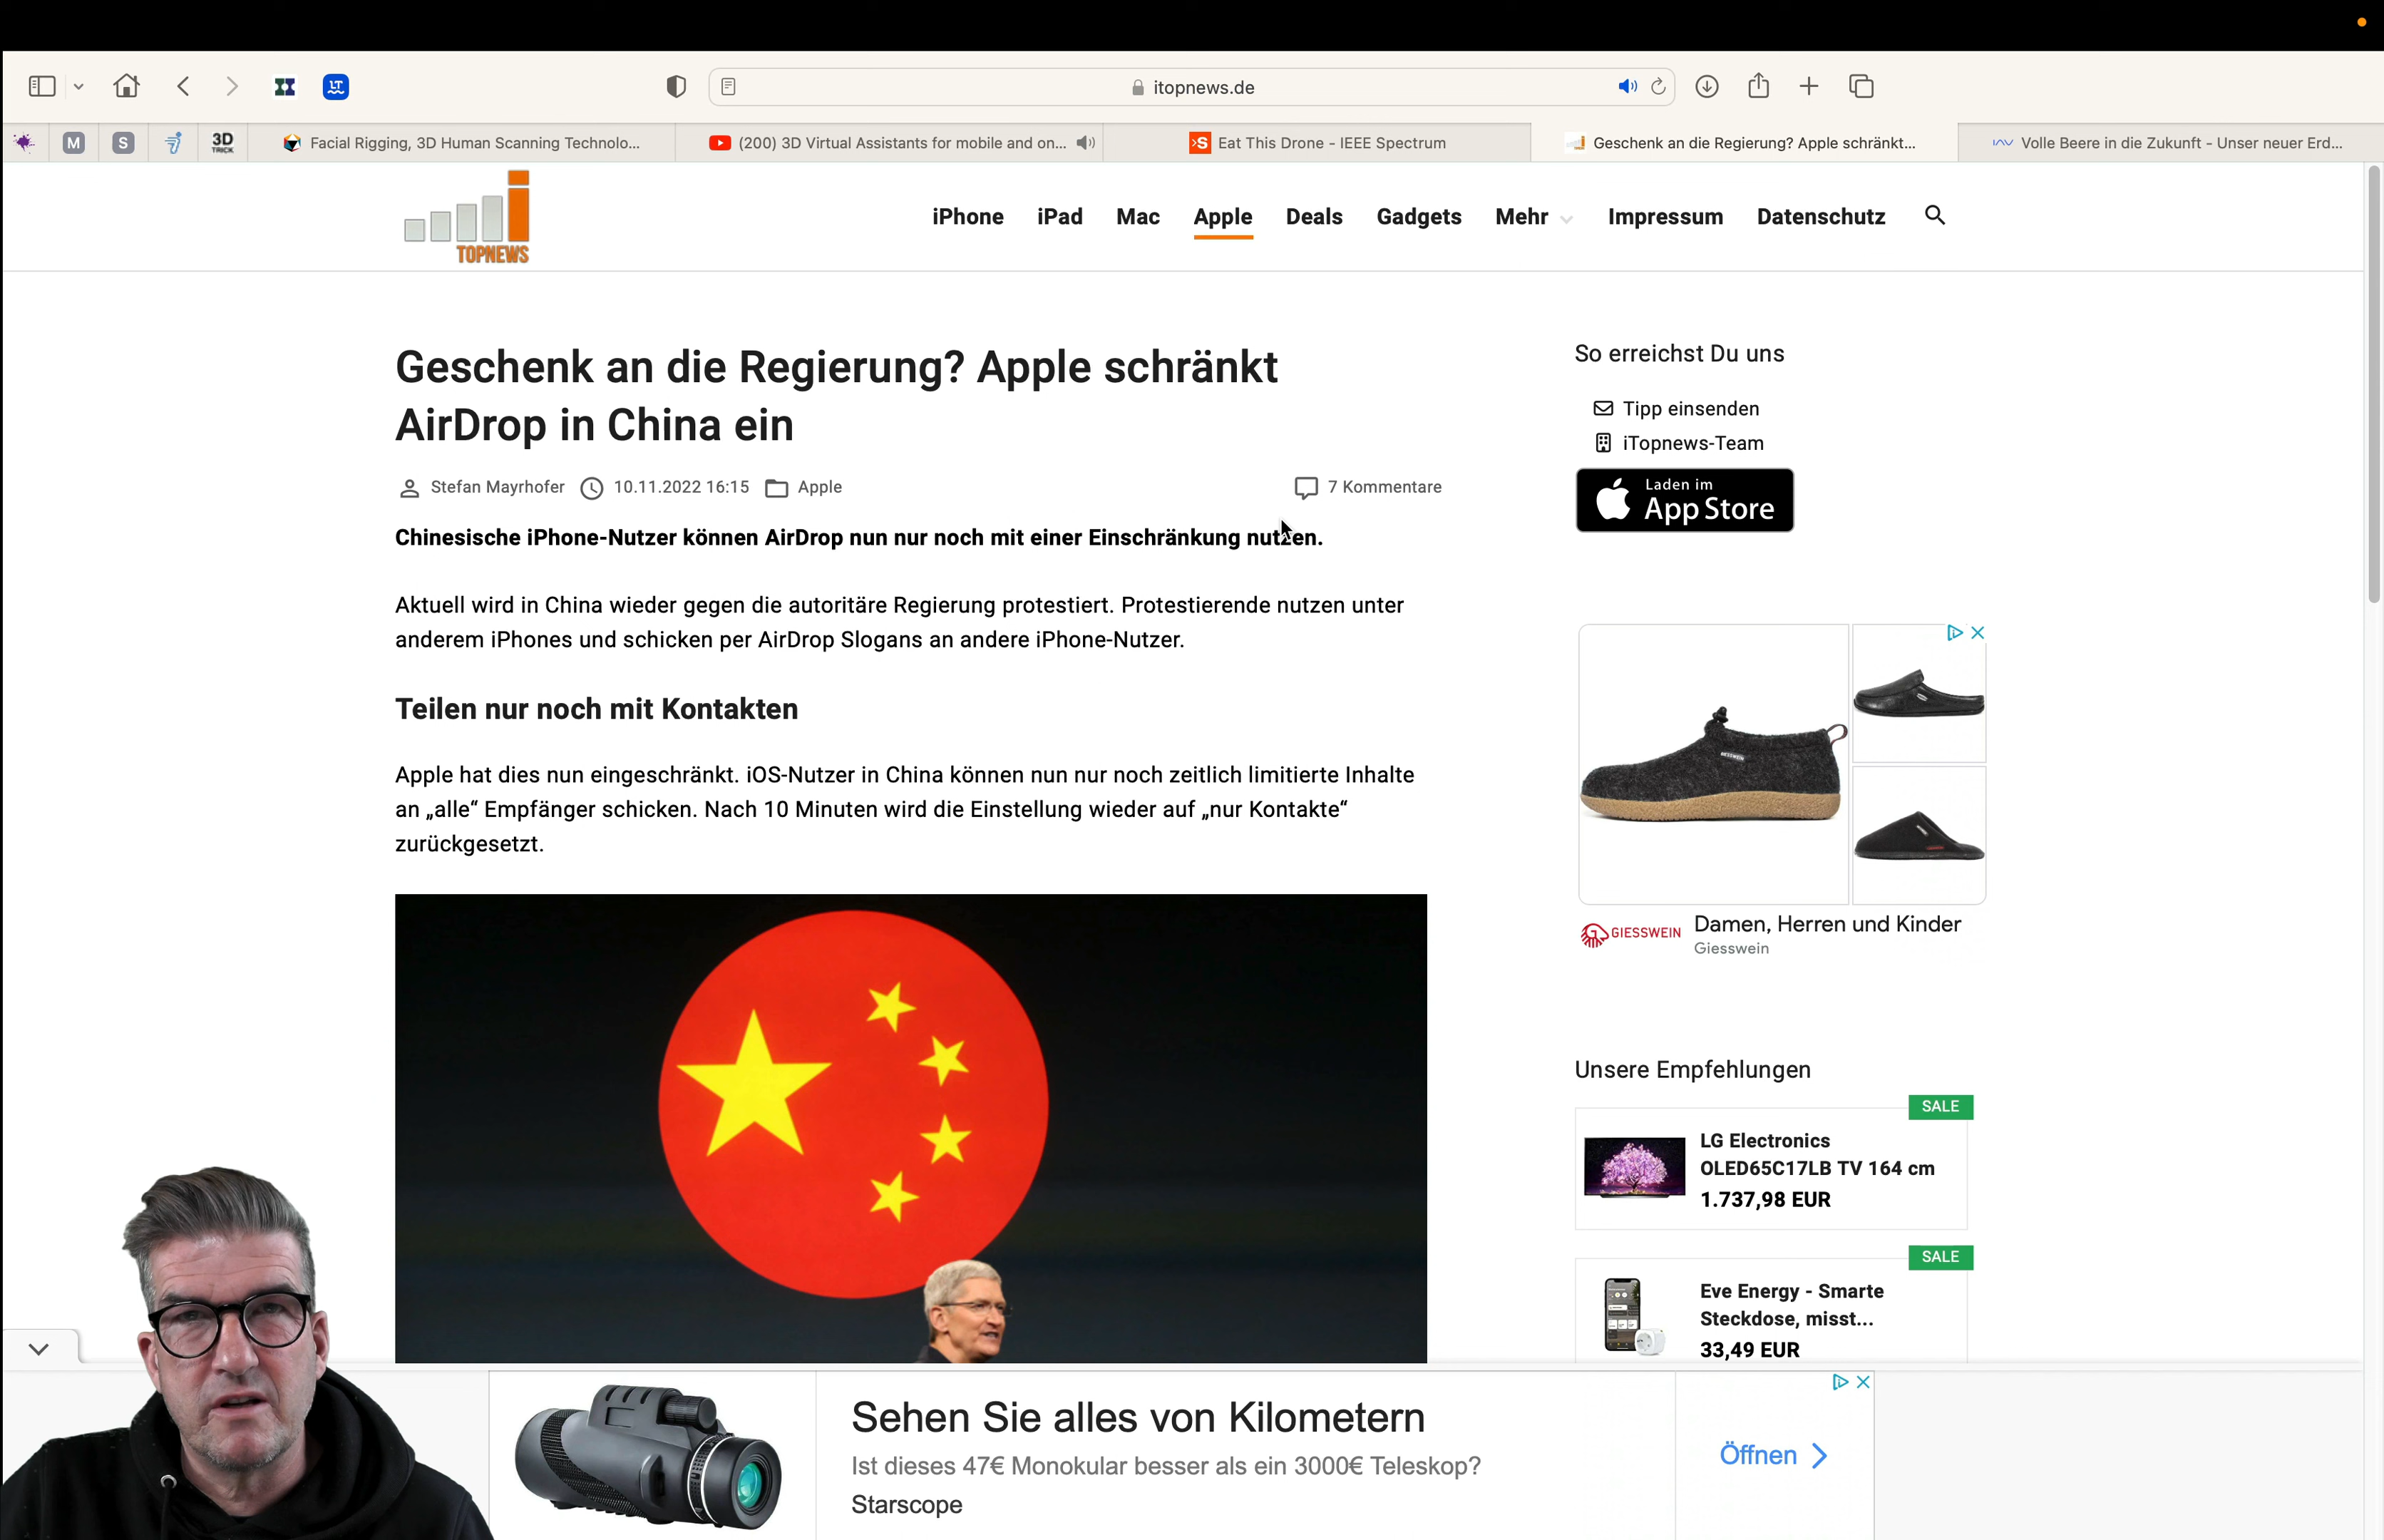 itopnews.de
M
S
3D
TRICK
Facial Rigging, 3D Human Scanning Technolo...
(200) 3D Virtual Assistants for mobile and on...
Eat This Drone - IEEE Spectrum
Geschenk an die Regierung? Apple schränkt...
Volle Beere in die Zukunft - Unser neuer Erd...
TOPNEWS
iPhone
iPad
Mac
Apple
Deals
Gadgets
Mehr
Impressum
Datenschutz
Geschenk an die Regierung? Apple schränkt
AirDrop in China ein
Stefan Mayrhofer
10.11.2022 16:15
Apple
7 Kommentare
Chinesische iPhone-Nutzer können AirDrop nun nur noch mit einer Einschränkung nutzen.
Aktuell wird in China wieder gegen die autoritäre Regierung protestiert. Protestierende nutzen unter
anderem iPhones und schicken per AirDrop Slogans an andere iPhone-Nutzer.
Teilen nur noch mit Kontakten
Apple hat dies nun eingeschränkt. iOS-Nutzer in China können nun nur noch zeitlich limitierte Inhalte
an „alle“ Empfänger schicken. Nach 10 Minuten wird die Einstellung wieder auf „nur Kontakte“
zurückgesetzt.
So erreichst Du uns
Tipp einsenden
iTopnews-Team
Laden im
App Store
GIESSWEIN
Damen, Herren und Kinder
Giesswein
Unsere Empfehlungen
SALE
LG Electronics
OLED65C17LB TV 164 cm
1.737,98 EUR
SALE
Eve Energy - Smarte
Steckdose, misst...
33,49 EUR
Sehen Sie alles von Kilometern
Ist dieses 47€ Monokular besser als ein 3000€ Teleskop?
Starscope
Öffnen